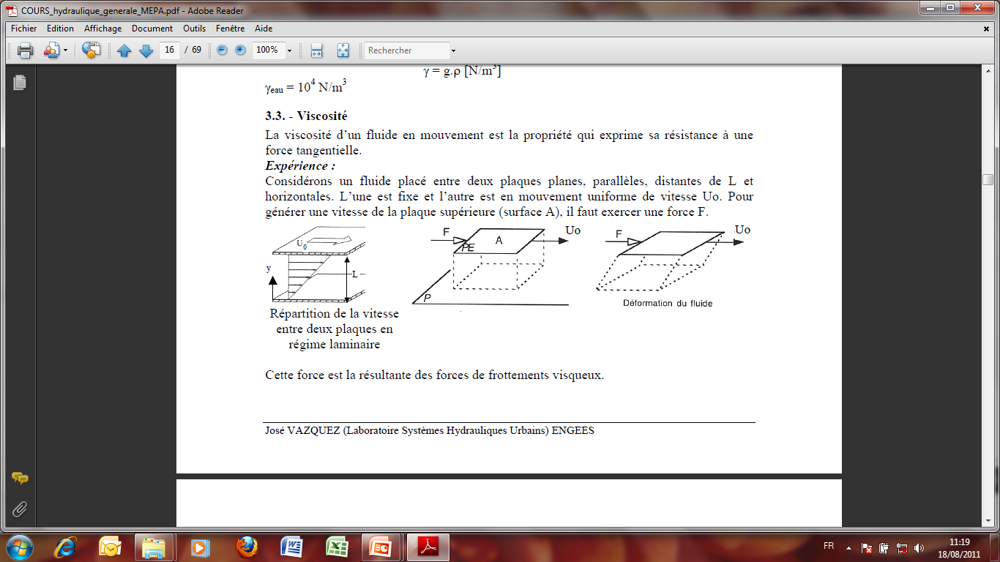 COURS_hydraulique_generale_MEPA.pdf - Adobe Reader
Fichier Edition Affichage Document Outils Fenêtre Aide
16 / 69 100% Rechercher
γ = g.ρ [N/m³]
γeau = 10⁴ N/m³
3.3. - Viscosité
La viscosité d’un fluide en mouvement est la propriété qui exprime sa résistance à une
force tangentielle.
Expérience :
Considérons un fluide placé entre deux plaques planes, parallèles, distantes de L et
horizontales. L’une est fixe et l’autre est en mouvement uniforme de vitesse Uo. Pour
générer une vitesse de la plaque supérieure (surface A), il faut exercer une force F.
U₀
y
L
F
PE
A
Uo
P
F
Uo
Déformation du fluide
Répartition de la vitesse
entre deux plaques en
régime laminaire
Cette force est la résultante des forces de frottements visqueux.
José VAZQUEZ (Laboratoire Systèmes Hydrauliques Urbains) ENGEES
FR
11:19
18/08/2011